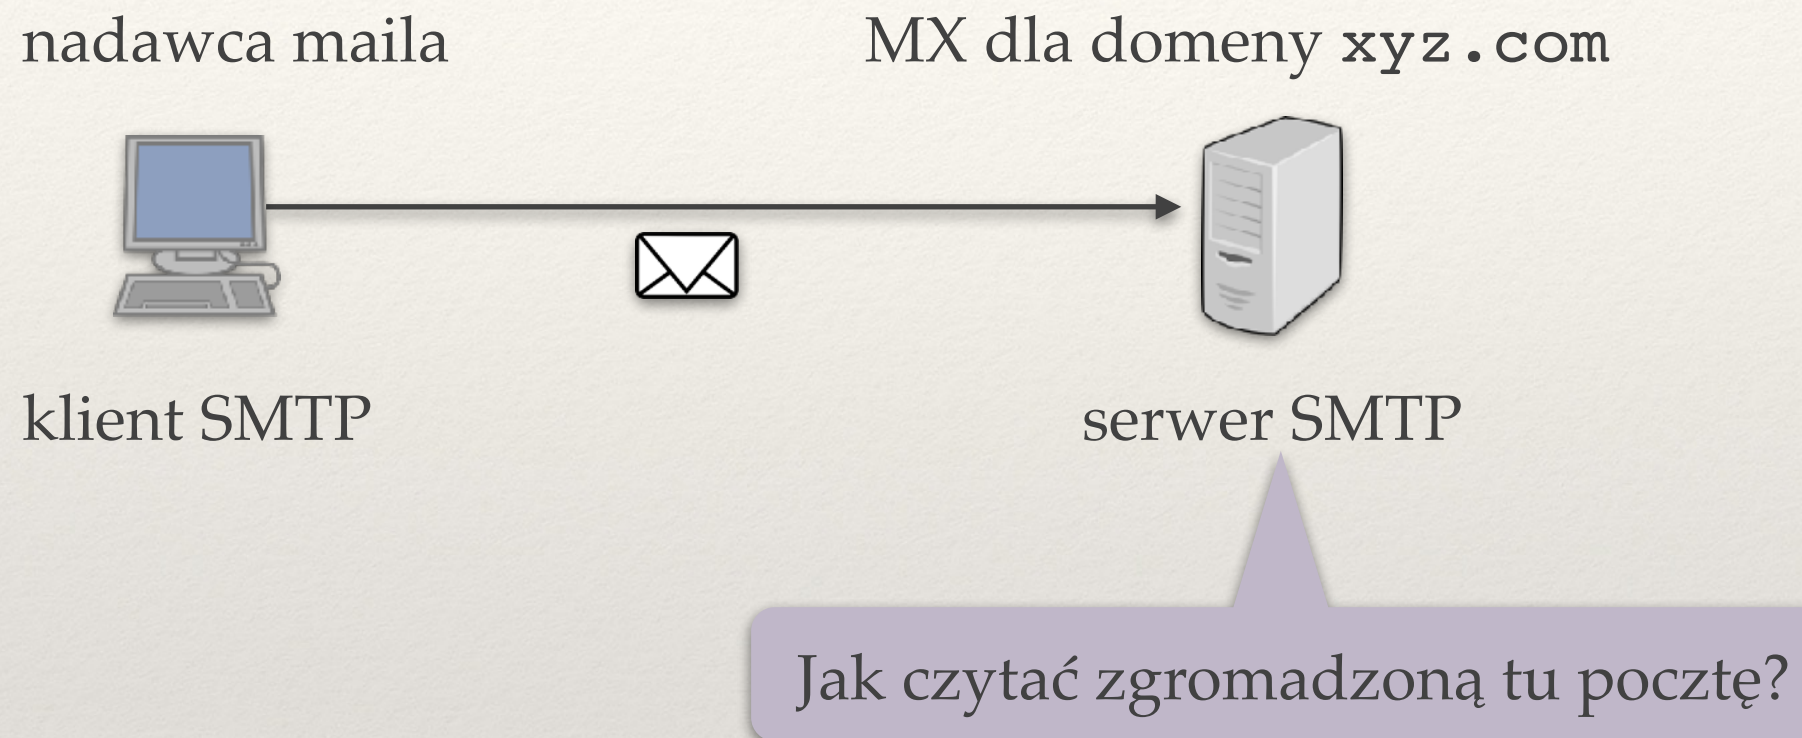 nadawca maila
MX dla domeny xyz.com
klient SMTP
serwer SMTP
Jak czytać zgromadzoną tu pocztę?